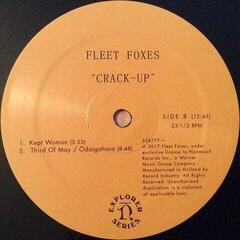 FLEET FOXES
"CRACK-UP"
SIDE B (12:43)
33-1/3 RPM
558777-1
1. Kept Woman (3:55)
2. Third Of May / Ōdaigahara (8:48)
℗ 2017 Fleet Foxes, under
exclusive license to Nonesuch
Records Inc., a Warner
Music Group Company.
Manufactured in Holland by
Record Industry. All Rights
Reserved. Unauthorized
duplication is a violation
of applicable laws.
EXPLORER
SERIES